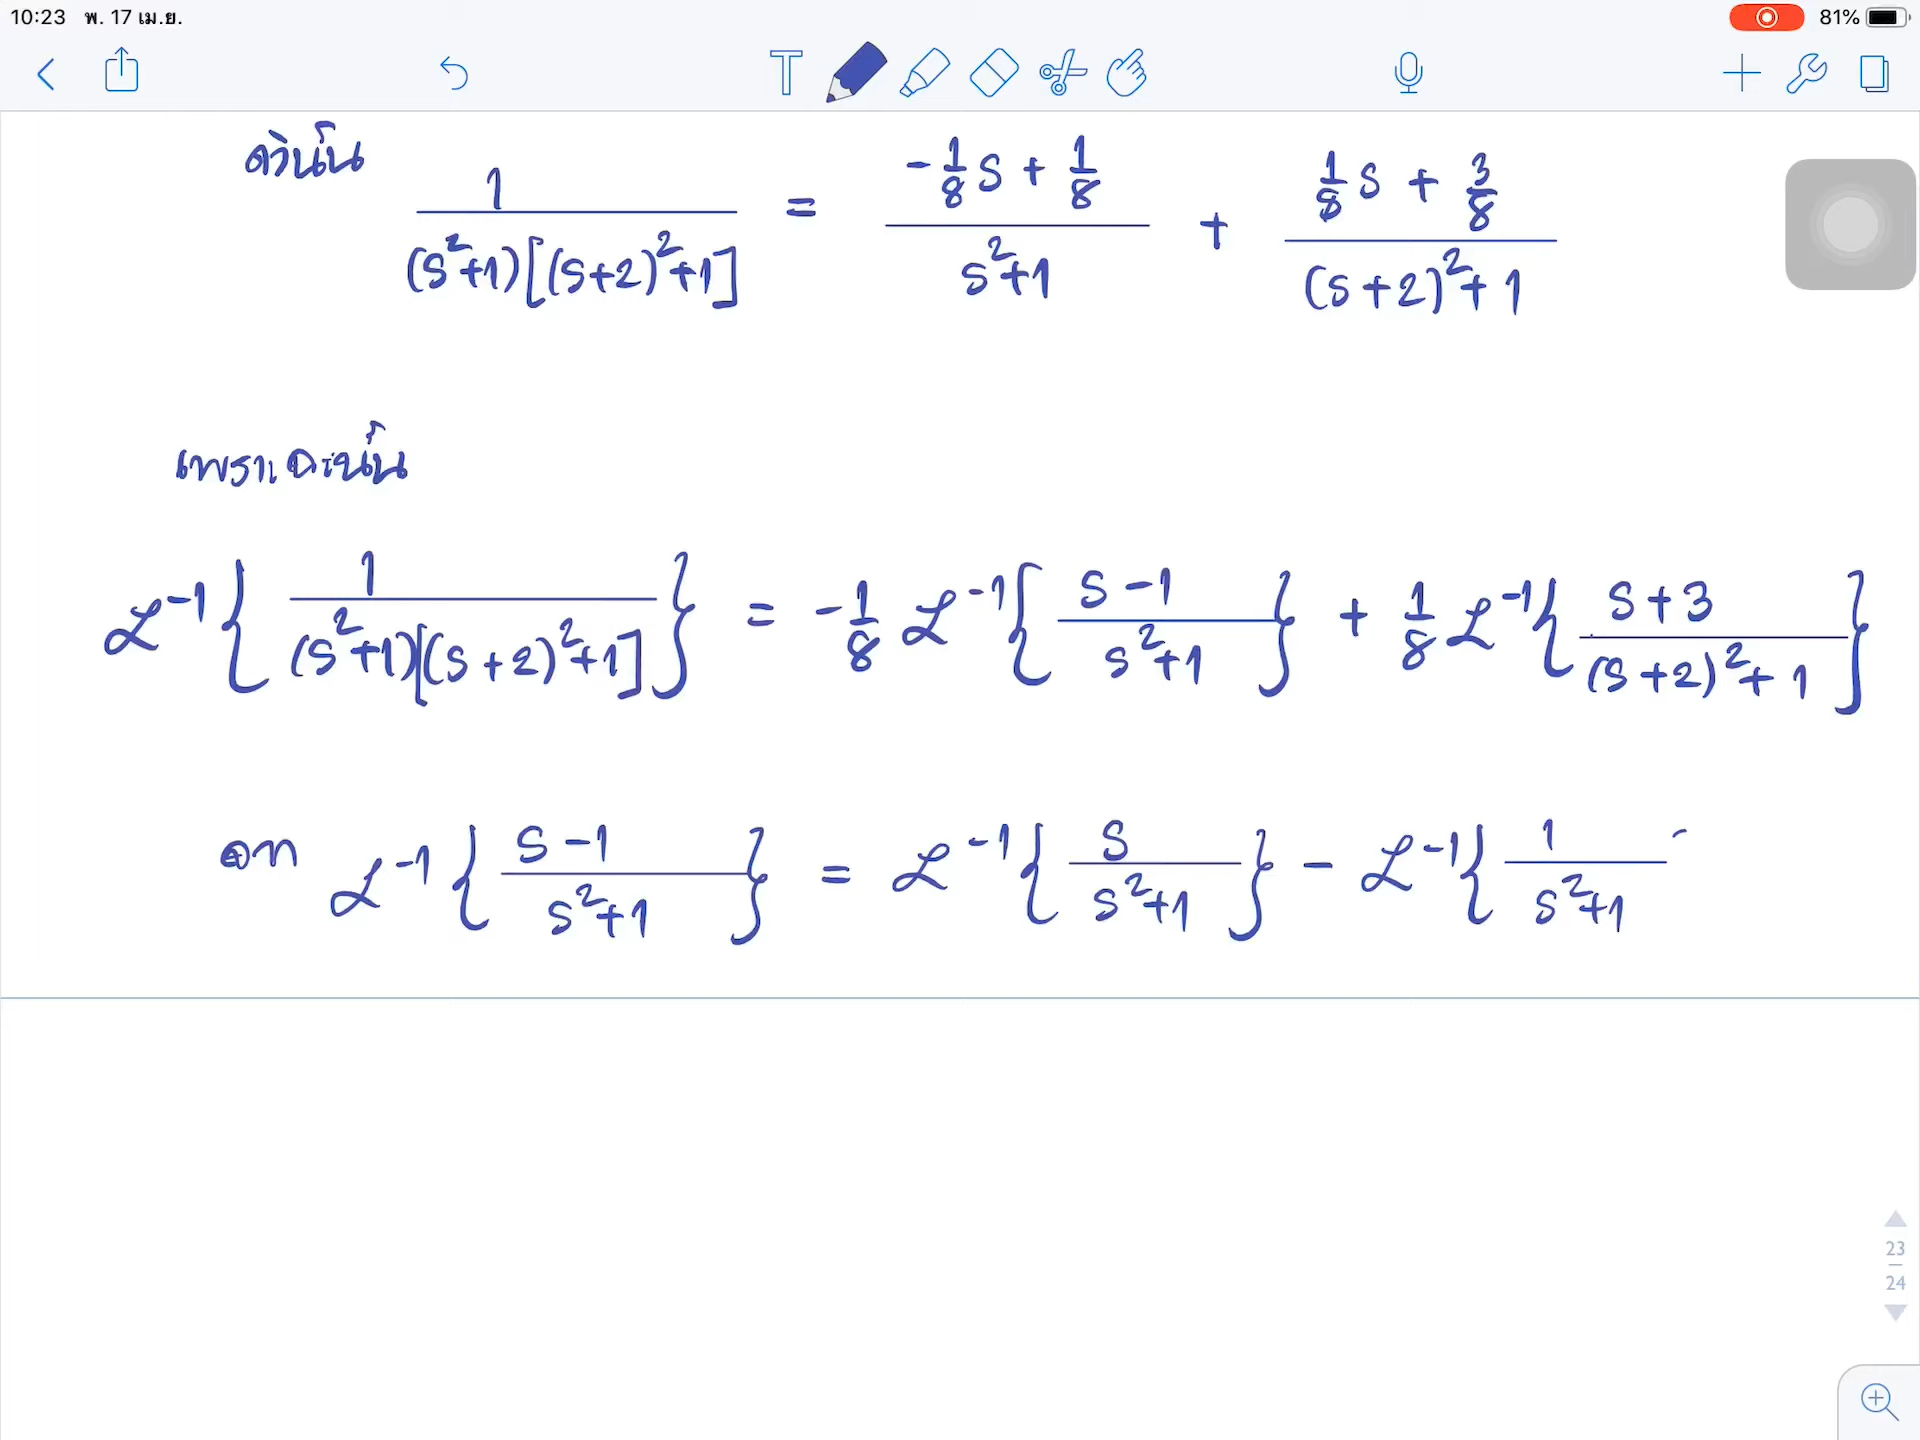 10:23 พ. 17 เม.ย. 81%
T
ดังนั้น 1/((s²+1)[(s+2)²+1]) = (-1/8 s + 1/8)/(s²+1) + (1/8 s + 3/8)/((s+2)²+1)
เพราะฉะนั้น
ℒ⁻¹{1/((s²+1)[(s+2)²+1])} = -1/8 ℒ⁻¹{(s-1)/(s²+1)} + 1/8 ℒ⁻¹{(s+3)/((s+2)²+1)}
ℒ⁻¹{(s-1)/(s²+1)} = ℒ⁻¹{s/(s²+1)} - ℒ⁻¹{1/(s²+1)
23
24